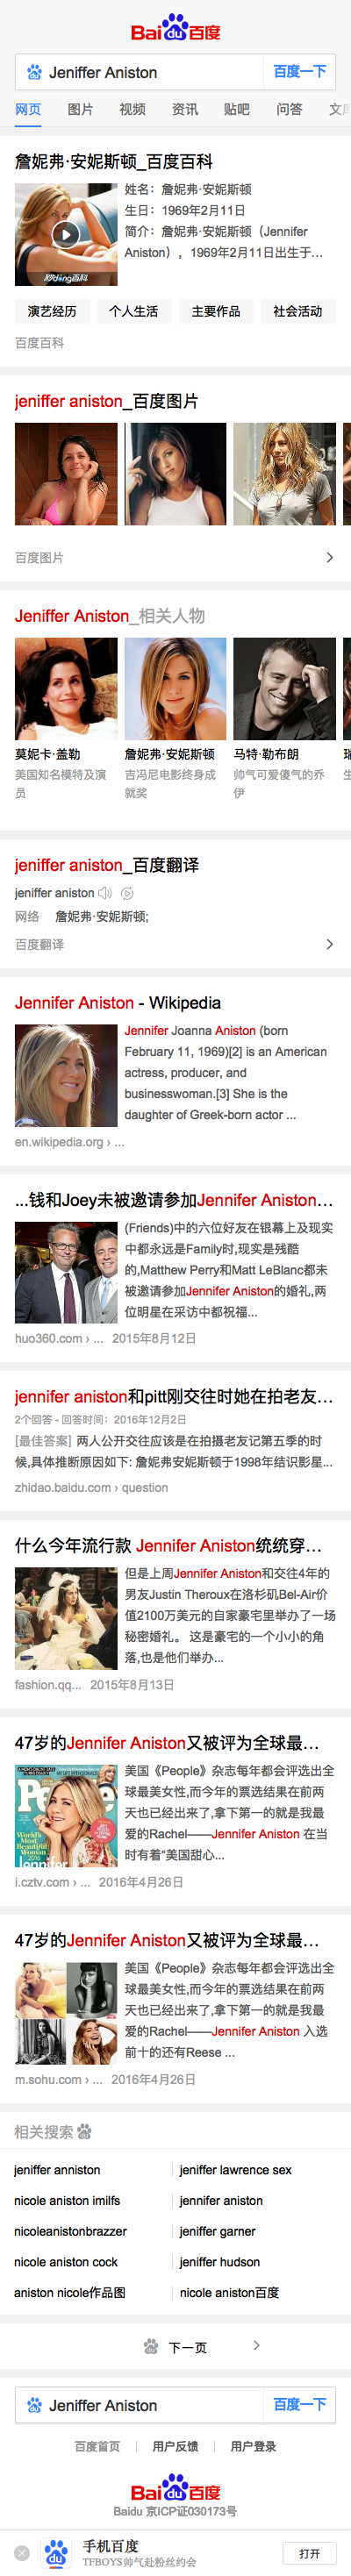 Bai du 百度
Jeniffer Aniston 百度一下
网页 图片 视频 资讯 贴吧 问答 文库
詹妮弗·安妮斯顿_百度百科
姓名：詹妮弗·安妮斯顿
生日：1969年2月11日
简介：詹妮弗·安妮斯顿（Jennifer
Aniston），1969年2月11日出生于...
秒dǒng百科
演艺经历 个人生活 主要作品 社会活动
百度百科
jeniffer aniston_百度图片
百度图片
Jeniffer Aniston_相关人物
莫妮卡·盖勒 詹妮弗·安妮斯顿 马特·勒布朗 瑞
美国知名模特及演 吉冯尼电影终身成 帅气可爱傻气的乔 生
员 就奖 伊
jeniffer aniston_百度翻译
jeniffer aniston
网络 詹妮弗·安妮斯顿;
百度翻译
Jennifer Aniston - Wikipedia
Jennifer Joanna Aniston (born
February 11, 1969)[2] is an American
actress, producer, and
businesswoman.[3] She is the
daughter of Greek-born actor ...
en.wikipedia.org › ...
...钱和Joey未被邀请参加Jennifer Aniston...
(Friends)中的六位好友在银幕上及现实
中都永远是Family时,现实是残酷
的,Matthew Perry和Matt LeBlanc都未
被邀请参加Jennifer Aniston的婚礼,两
位明星在采访中都祝福...
huo360.com › ... 2015年8月12日
jennifer aniston和pitt刚交往时她在拍老友...
2个回答 - 回答时间：2016年12月2日
[最佳答案] 两人公开交往应该是在拍摄老友记第五季的时
候,具体推断原因如下: 詹妮弗安妮斯顿于1998年结识影星...
zhidao.baidu.com › question
什么今年流行款 Jennifer Aniston统统穿...
但是上周Jennifer Aniston和交往4年的
男友Justin Theroux在洛杉矶Bel-Air价
值2100万美元的自家豪宅里举办了一场
秘密婚礼。 这是豪宅的一个小小的角
落,也是他们举办...
fashion.qq... 2015年8月13日
47岁的Jennifer Aniston又被评为全球最...
美国《People》杂志每年都会评选出全
球最美女性,而今年的票选结果在前两
天也已经出来了,拿下第一的就是我最
爱的Rachel——Jennifer Aniston 在当
时有着“美国甜心...
People
World's
Most
Beautiful
Woman
2016
Jennifer
i.cztv.com › ... 2016年4月26日
47岁的Jennifer Aniston又被评为全球最...
美国《People》杂志每年都会评选出全
球最美女性,而今年的票选结果在前两
天也已经出来了,拿下第一的就是我最
爱的Rachel——Jennifer Aniston 入选
前十的还有Reese ...
m.sohu.com › ... 2016年4月26日
相关搜索
jeniffer anniston jeniffer lawrence sex
nicole aniston imilfs jennifer aniston
nicoleanistonbrazzer jeniffer garner
nicole aniston cock jeniffer hudson
aniston nicole作品图 nicole aniston百度
下一页
Jeniffer Aniston 百度一下
百度首页 用户反馈 用户登录
Bai du 百度
Baidu 京ICP证030173号
du 手机百度 打开
TFBOYS帅气赴粉丝约会